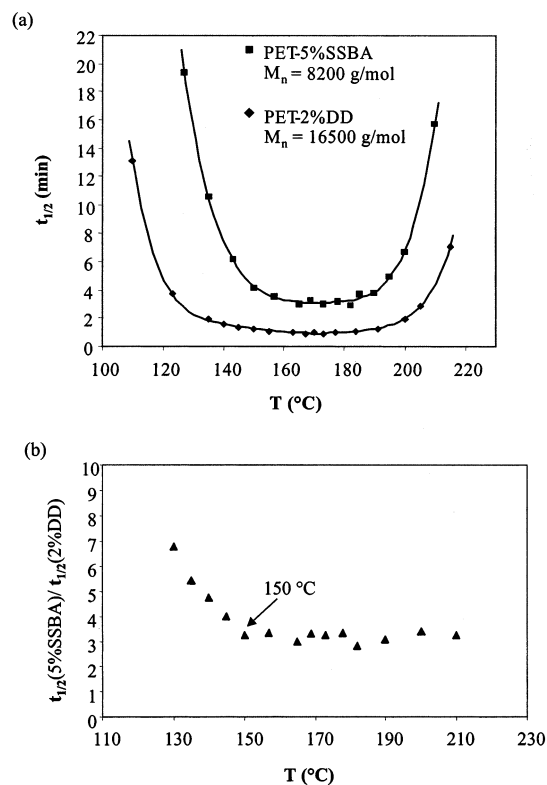 (a)
22
20
18
16
14
12
10
8
6
4
2
0
t1/2 (min)
PET-5%SSBA
Mn = 8200 g/mol
PET-2%DD
Mn = 16500 g/mol
100 120 140 160 180 200 220
T (°C)
(b)
10
9
8
7
6
5
4
3
2
1
0
t1/2(5%SSBA)/ t1/2(2%DD)
150 °C
110 130 150 170 190 210 230
T (°C)